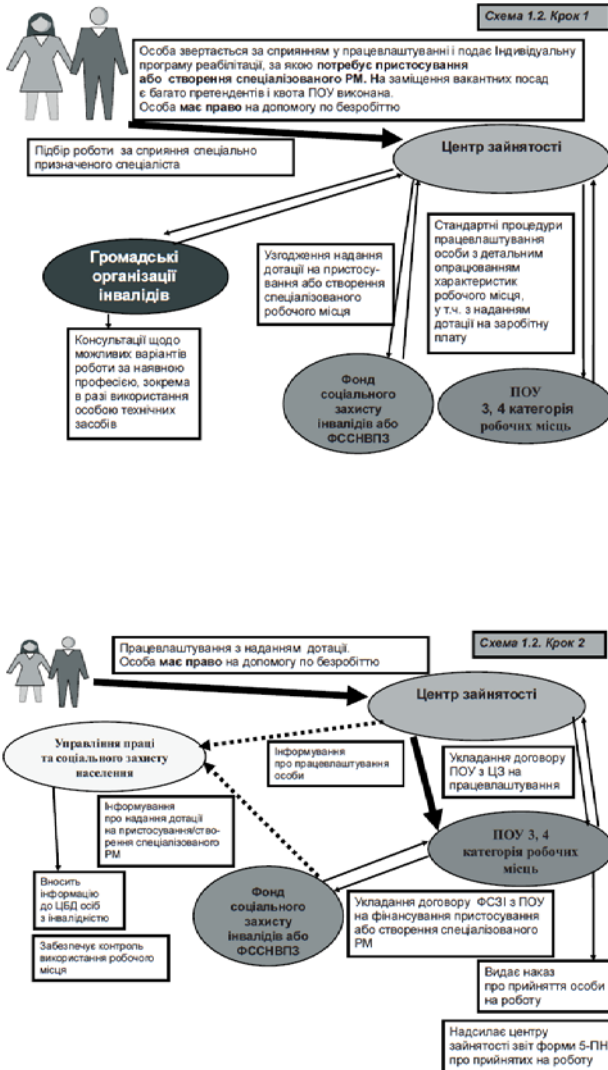 Схема 1.2. Крок 1
Особа звертається за сприянням у працевлаштуванні і подає Індивідуальну
програму реабілітації, за якою потребує пристосування
або створення спеціалізованого РМ. На заміщення вакантних посад
є багато претендентів і квота ПОУ виконана.
Особа має право на допомогу по безробіттю
Підбір роботи за сприяння спеціально
призначеного спеціаліста
Центр зайнятості
Громадські
організації
інвалідів
Узгодження надання
дотації на пристосу-
вання або створення
спеціалізованого
робочого місця
Стандартні процедури
працевлаштування
особи з детальним
опрацюванням
характеристик
робочого місця,
у т.ч. з наданням
дотації на заробітну
плату
Консультації щодо
можливих варіантів
роботи за наявною
професією, зокрема
в разі використання
особою технічних
засобів
Фонд
соціального
захисту
інвалідів або
ФССНВПЗ
ПОУ
3, 4 категорія
робочих місць
Схема 1.2. Крок 2
Працевлаштування з наданням дотації.
Особа має право на допомогу по безробіттю
Центр зайнятості
Управління праці
та соціального захисту
населення
Інформування
про працевлаштування
особи
Укладання договору
ПОУ з ЦЗ на
працевлаштування
Інформування
про надання дотації
на пристосування/ство-
рення спеціалізованого
РМ
ПОУ 3, 4
категорія робочих
місць
Вносить
інформацію
до ЦБД осіб
з інвалідністю
Фонд
соціального
захисту
інвалідів або
ФССНВПЗ
Укладання договору ФСЗІ з ПОУ
на фінансування пристосування
або створення спеціалізованого
РМ
Забезпечує контроль
використання робочого
місця
Видає наказ
про прийняття особи
на роботу
Надсилає центру
зайнятості звіт форми 5-ПН
про прийнятих на роботу